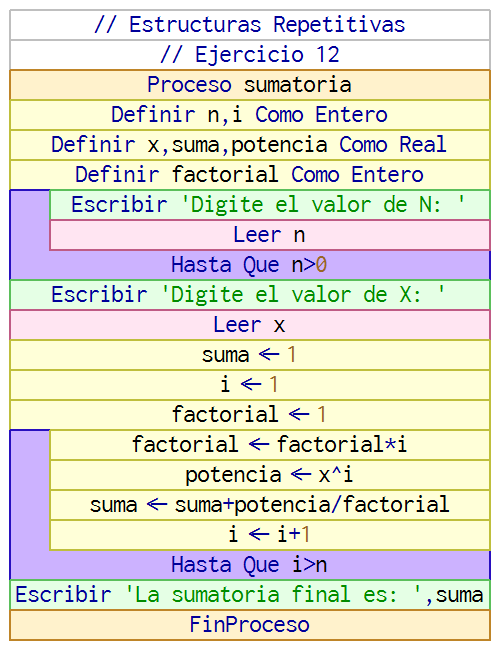 // Estructuras Repetitivas
// Ejercicio 12
Proceso sumatoria
Definir n,i Como Entero
Definir x,suma,potencia Como Real
Definir factorial Como Entero
Escribir 'Digite el valor de N: '
Leer n
Hasta Que n>0
Escribir 'Digite el valor de X: '
Leer x
suma ← 1
i ← 1
factorial ← 1
factorial ← factorial*i
potencia ← x^i
suma ← suma+potencia/factorial
i ← i+1
Hasta Que i>n
Escribir 'La sumatoria final es: ',suma
FinProceso